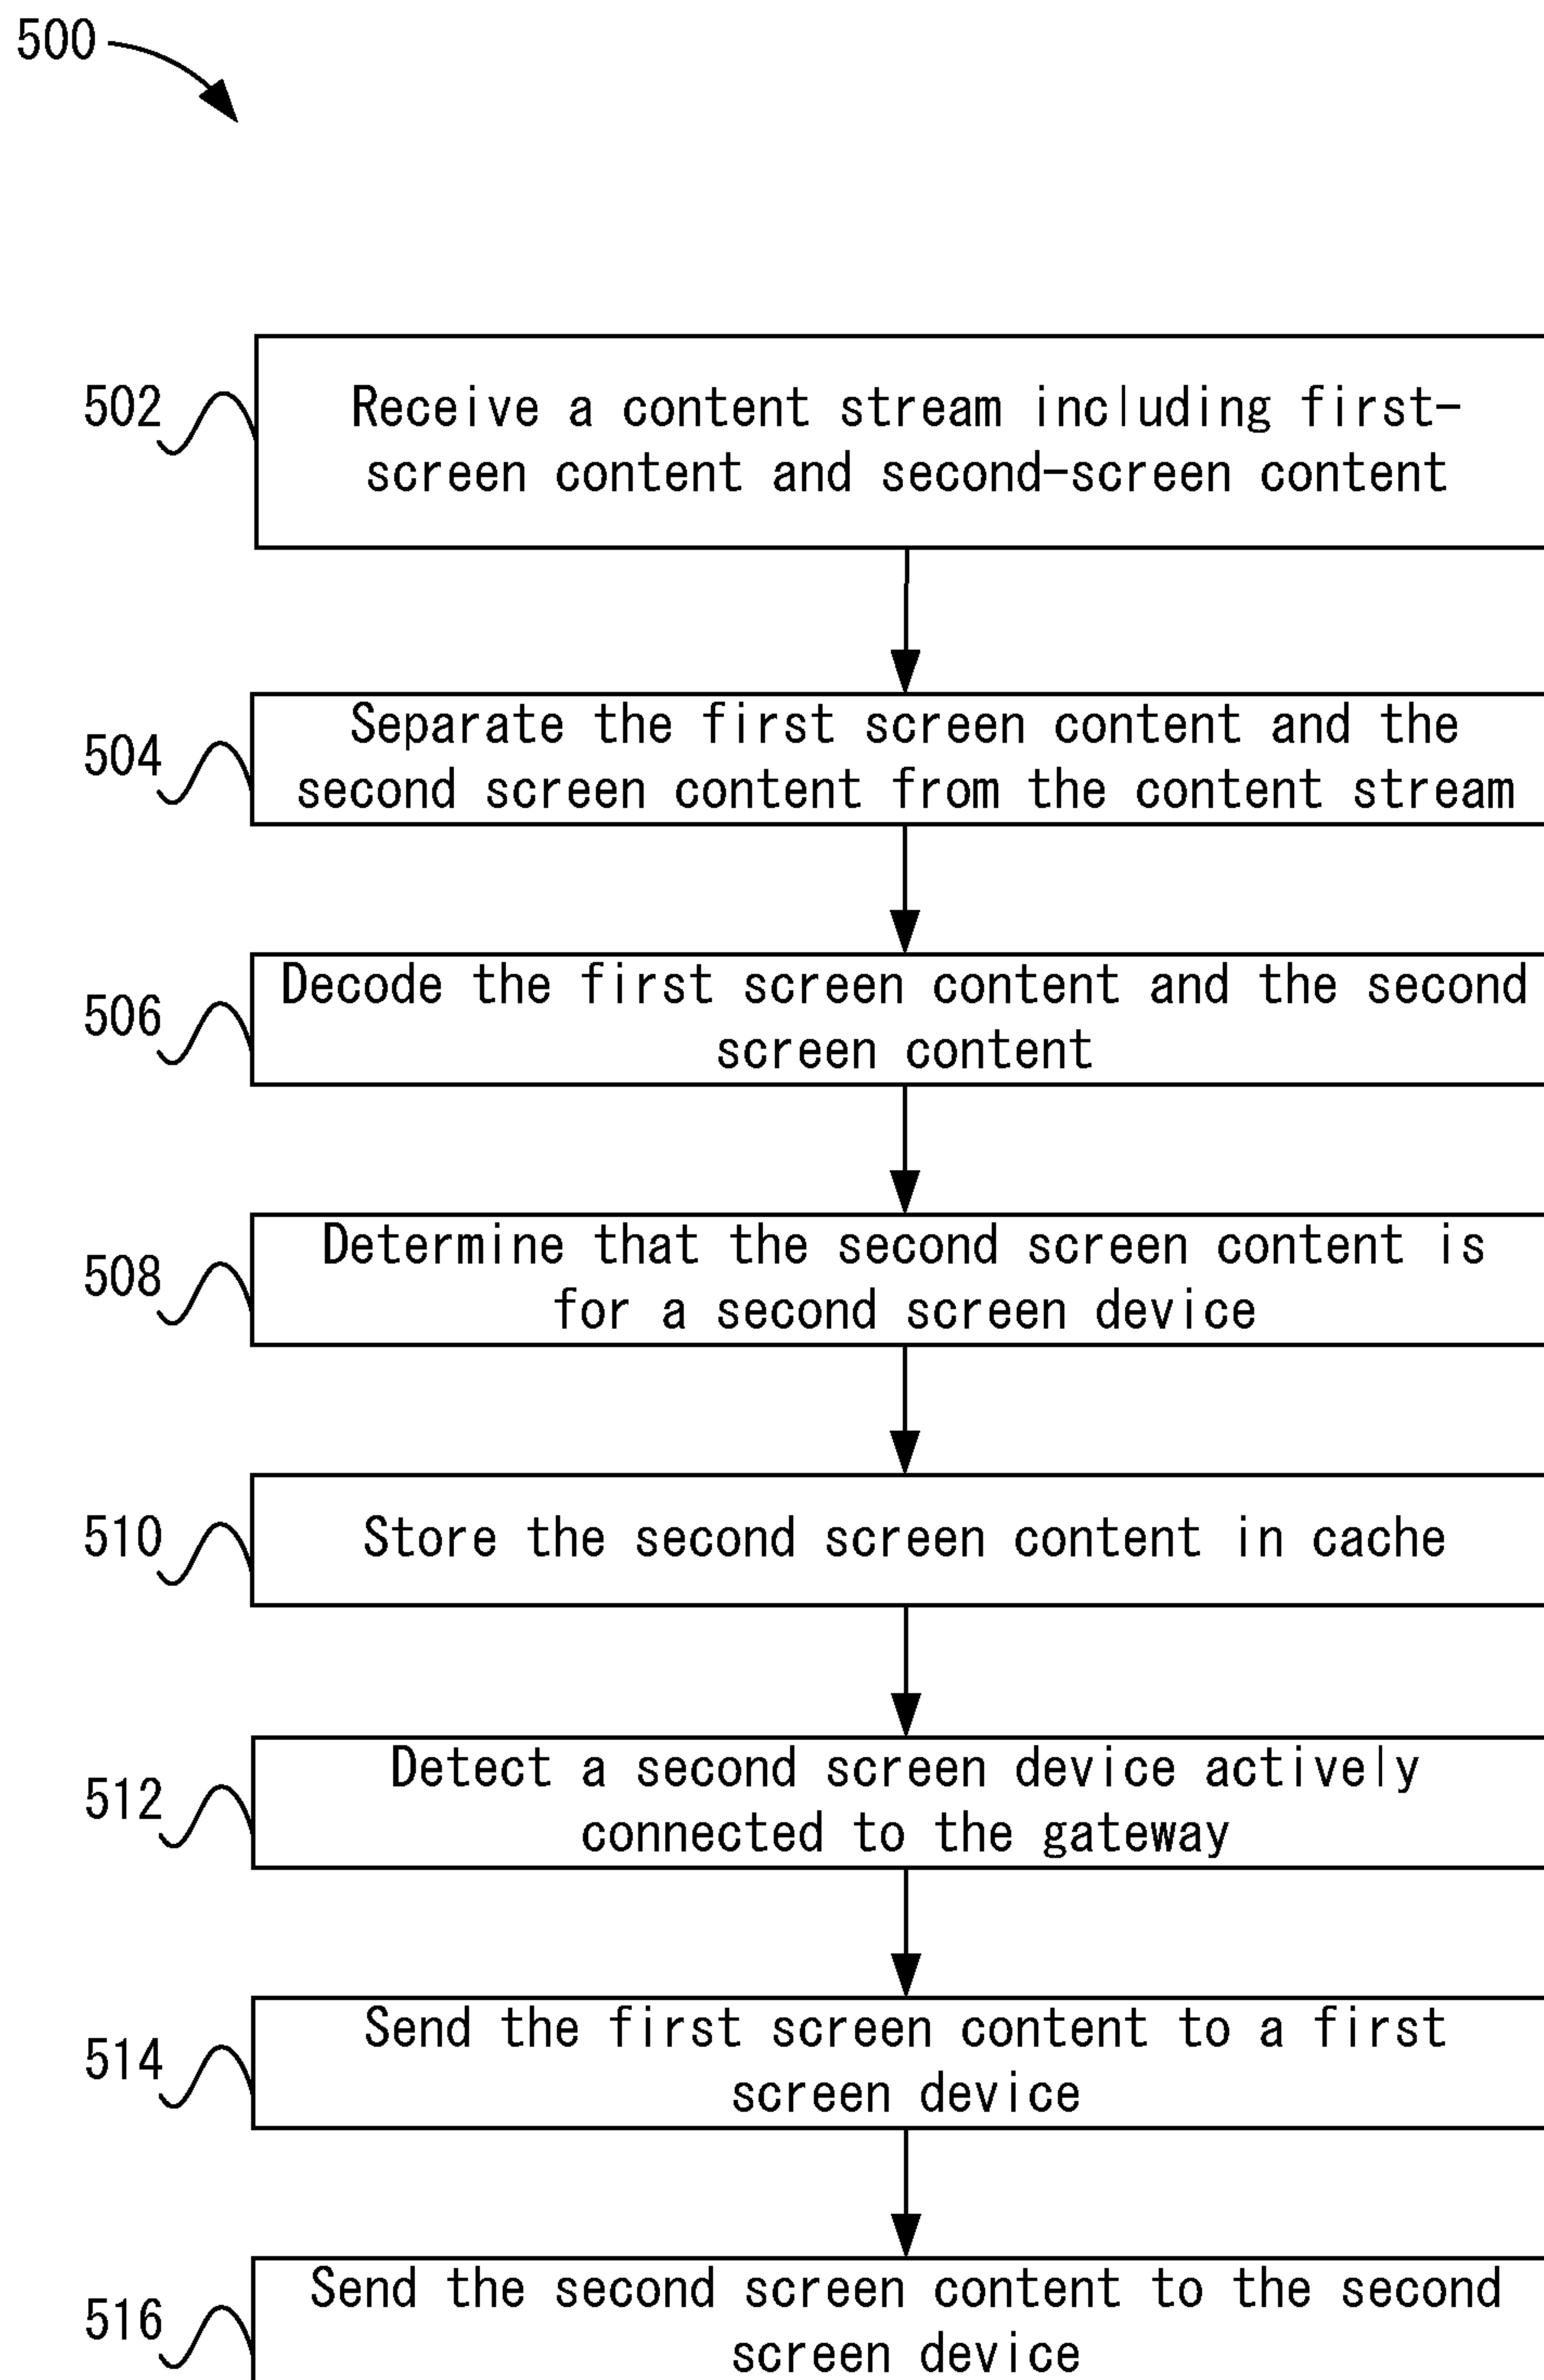 500
502
Receive a content stream including first-
screen content and second-screen content
504
Separate the first screen content and the
second screen content from the content stream
506
Decode the first screen content and the second
screen content
508
Determine that the second screen content is
for a second screen device
510
Store the second screen content in cache
512
Detect a second screen device actively
connected to the gateway
514
Send the first screen content to a first
screen device
516
Send the second screen content to the second
screen device